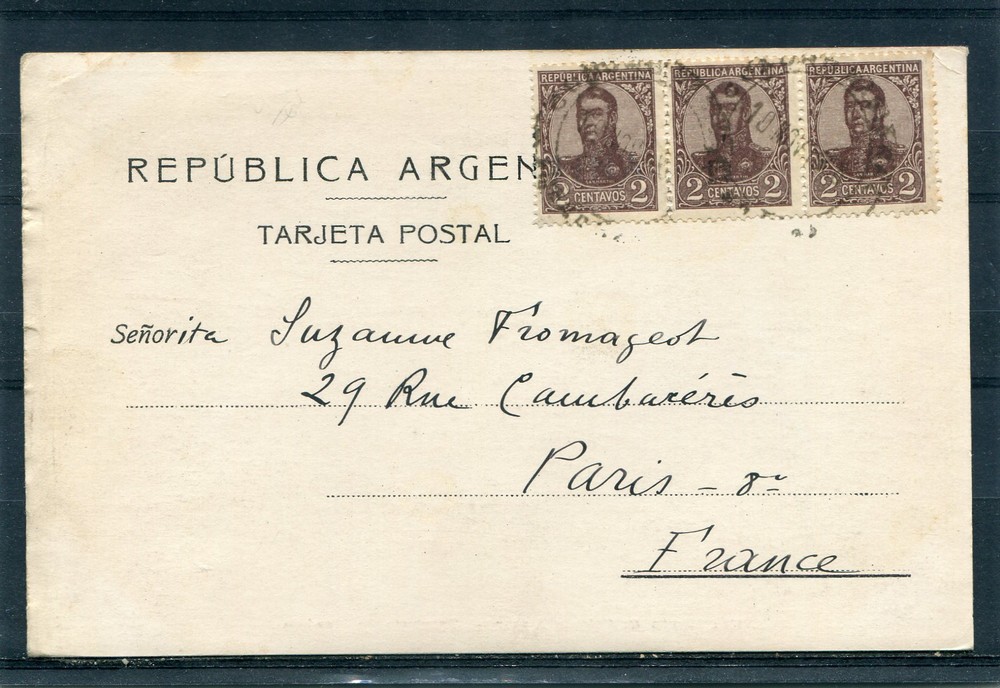 REPÚBLICA ARGEN
TARJETA POSTAL
REPUBLICA ARGENTINA
2 CENTAVOS 2
REPUBLICA ARGENTINA
2 CENTAVOS 2
REPUBLICA ARGENTINA
2 CENTAVOS 2
Señorita Suzanne Fromageot
29 Rue Cambacérès
Paris - 8e
France